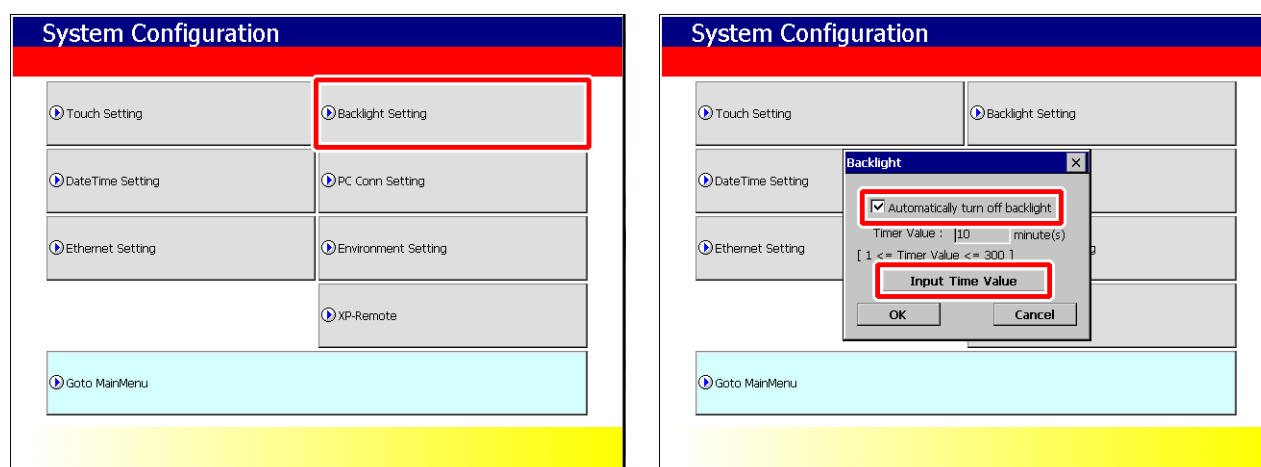 System Configuration
Touch Setting
Backlight Setting
DateTime Setting
PC Conn Setting
Ethernet Setting
Environment Setting
XP-Remote
Goto MainMenu
System Configuration
Touch Setting
Backlight Setting
DateTime Setting
Ethernet Setting
Backlight
Automatically turn off backlight
Timer Value : 10 minute(s)
[ 1 <= Timer Value <= 300 ]
Input Time Value
OK Cancel
Goto MainMenu